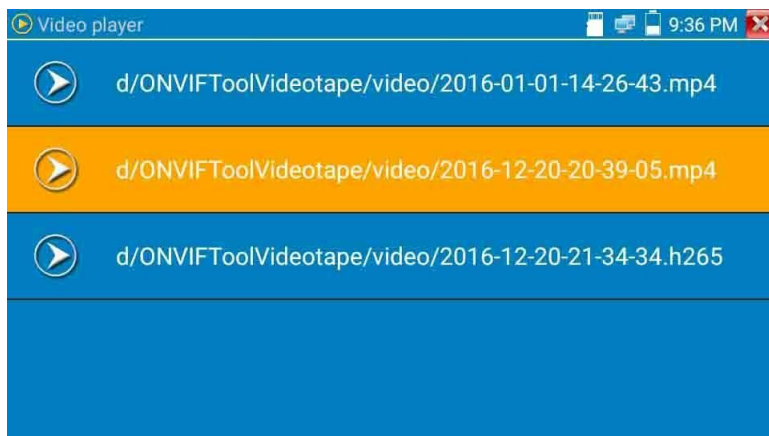 Video player 9:36 PM
d/ONVIFToolVideotape/video/2016-01-01-14-26-43.mp4
d/ONVIFToolVideotape/video/2016-12-20-20-39-05.mp4
d/ONVIFToolVideotape/video/2016-12-20-21-34-34.h265